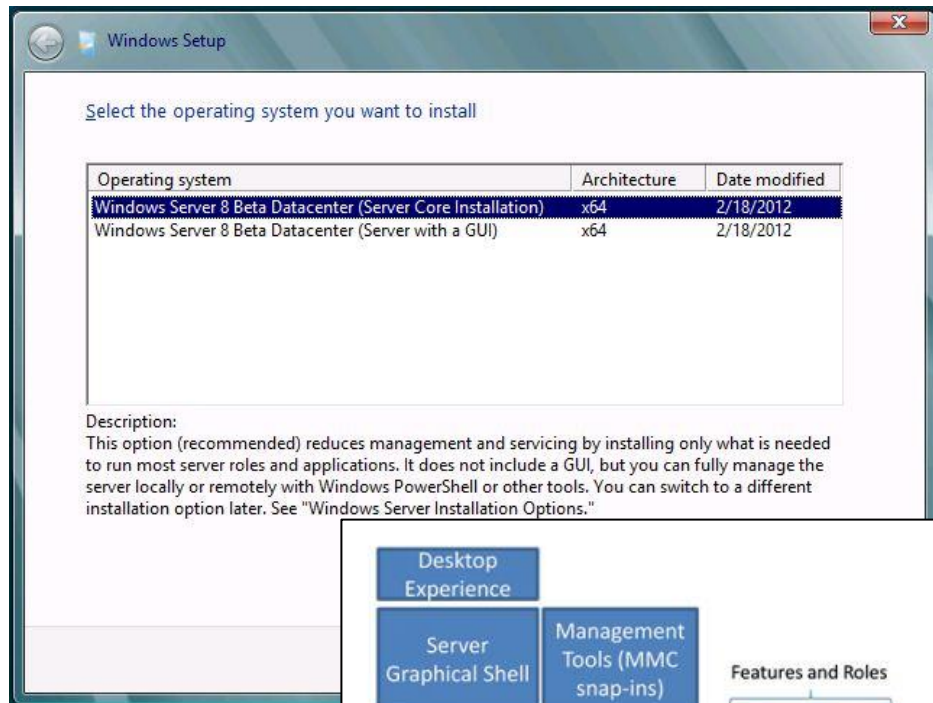 Windows Setup
Select the operating system you want to install
Operating system Architecture Date modified
Windows Server 8 Beta Datacenter (Server Core Installation) x64 2/18/2012
Windows Server 8 Beta Datacenter (Server with a GUI) x64 2/18/2012
Description:
This option (recommended) reduces management and servicing by installing only what is needed
to run most server roles and applications. It does not include a GUI, but you can fully manage the
server locally or remotely with Windows PowerShell or other tools. You can switch to a different
installation option later. See "Windows Server Installation Options."
Desktop
Experience
Server
Graphical Shell
Management
Tools (MMC
snap-ins)
Features and Roles